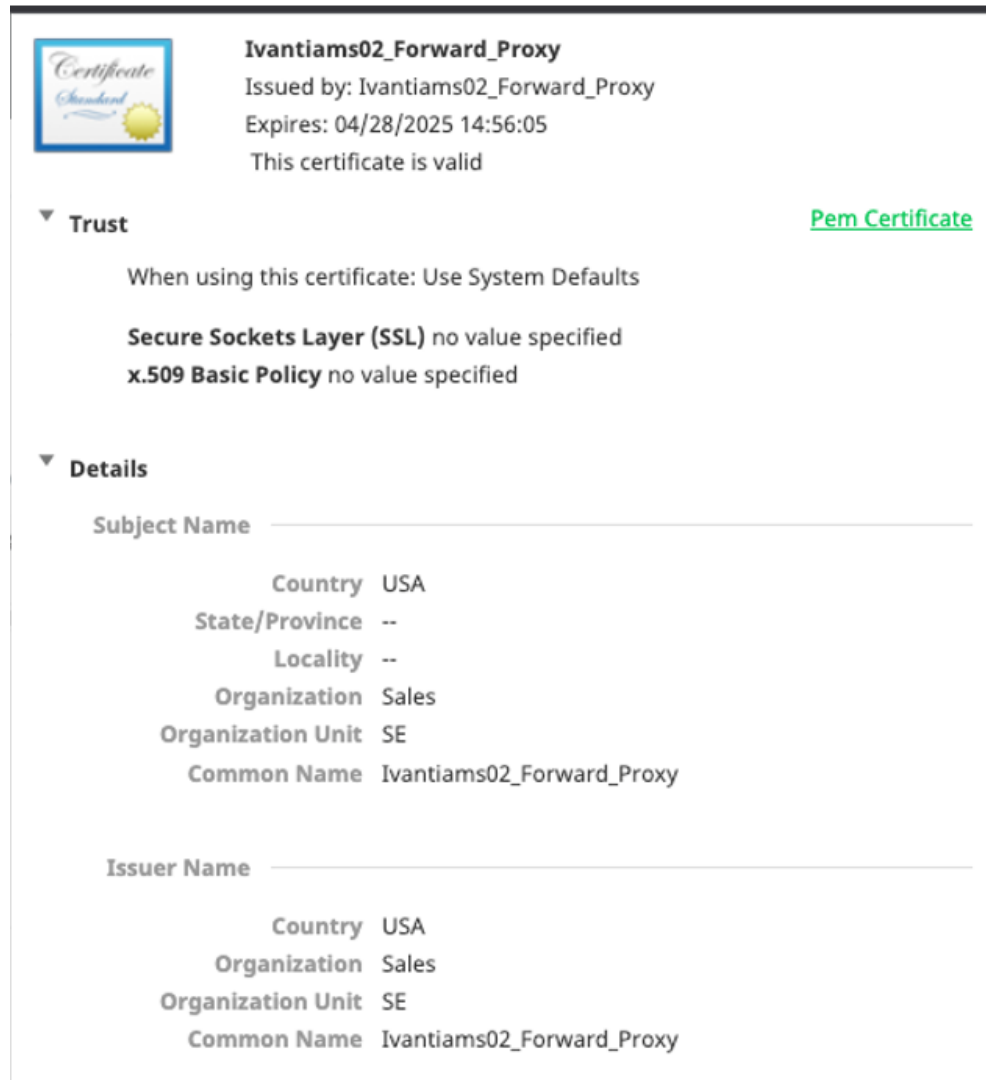 Certificate
Standard
Ivantiams02_Forward_Proxy
Issued by: Ivantiams02_Forward_Proxy
Expires: 04/28/2025 14:56:05
This certificate is valid
Trust
Pem Certificate
When using this certificate: Use System Defaults
Secure Sockets Layer (SSL) no value specified
x.509 Basic Policy no value specified
Details
Subject Name
Country USA
State/Province --
Locality --
Organization Sales
Organization Unit SE
Common Name Ivantiams02_Forward_Proxy
Issuer Name
Country USA
Organization Sales
Organization Unit SE
Common Name Ivantiams02_Forward_Proxy